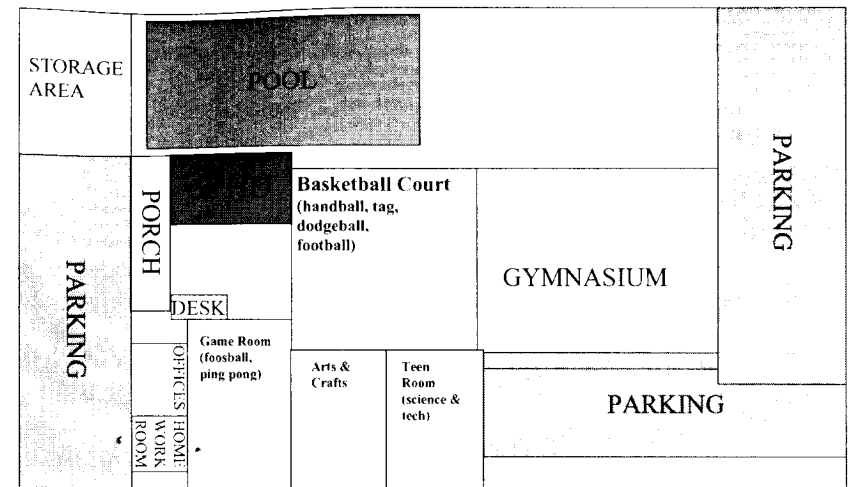 STORAGE
AREA
POOL
PARKING
PORCH
Basketball Court
(handball, tag,
dodgeball,
football)
GYMNASIUM
PARKING
DESK
Game Room
(foosball,
ping pong)
OFFICES
HOME
WORK
ROOM
Arts &
Crafts
Teen
Room
(science &
tech)
PARKING